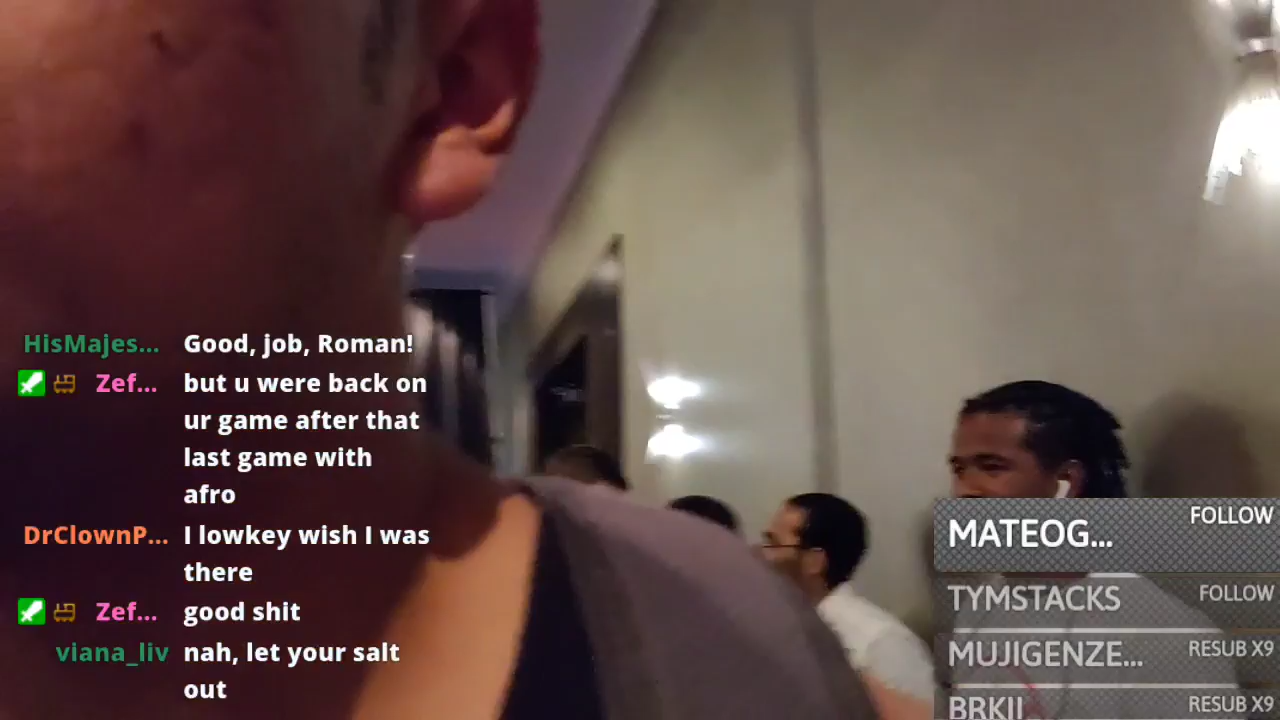 HisMajes... Good, job, Roman!
Zef... but u were back on
ur game after that
last game with
afro
DrClownP... I lowkey wish I was
there
Zef... good shit
viana_liv nah, let your salt
out
MATEOG... FOLLOW
TYMSTACKS FOLLOW
MUJIGENZE... RESUB X9
RESUB X9